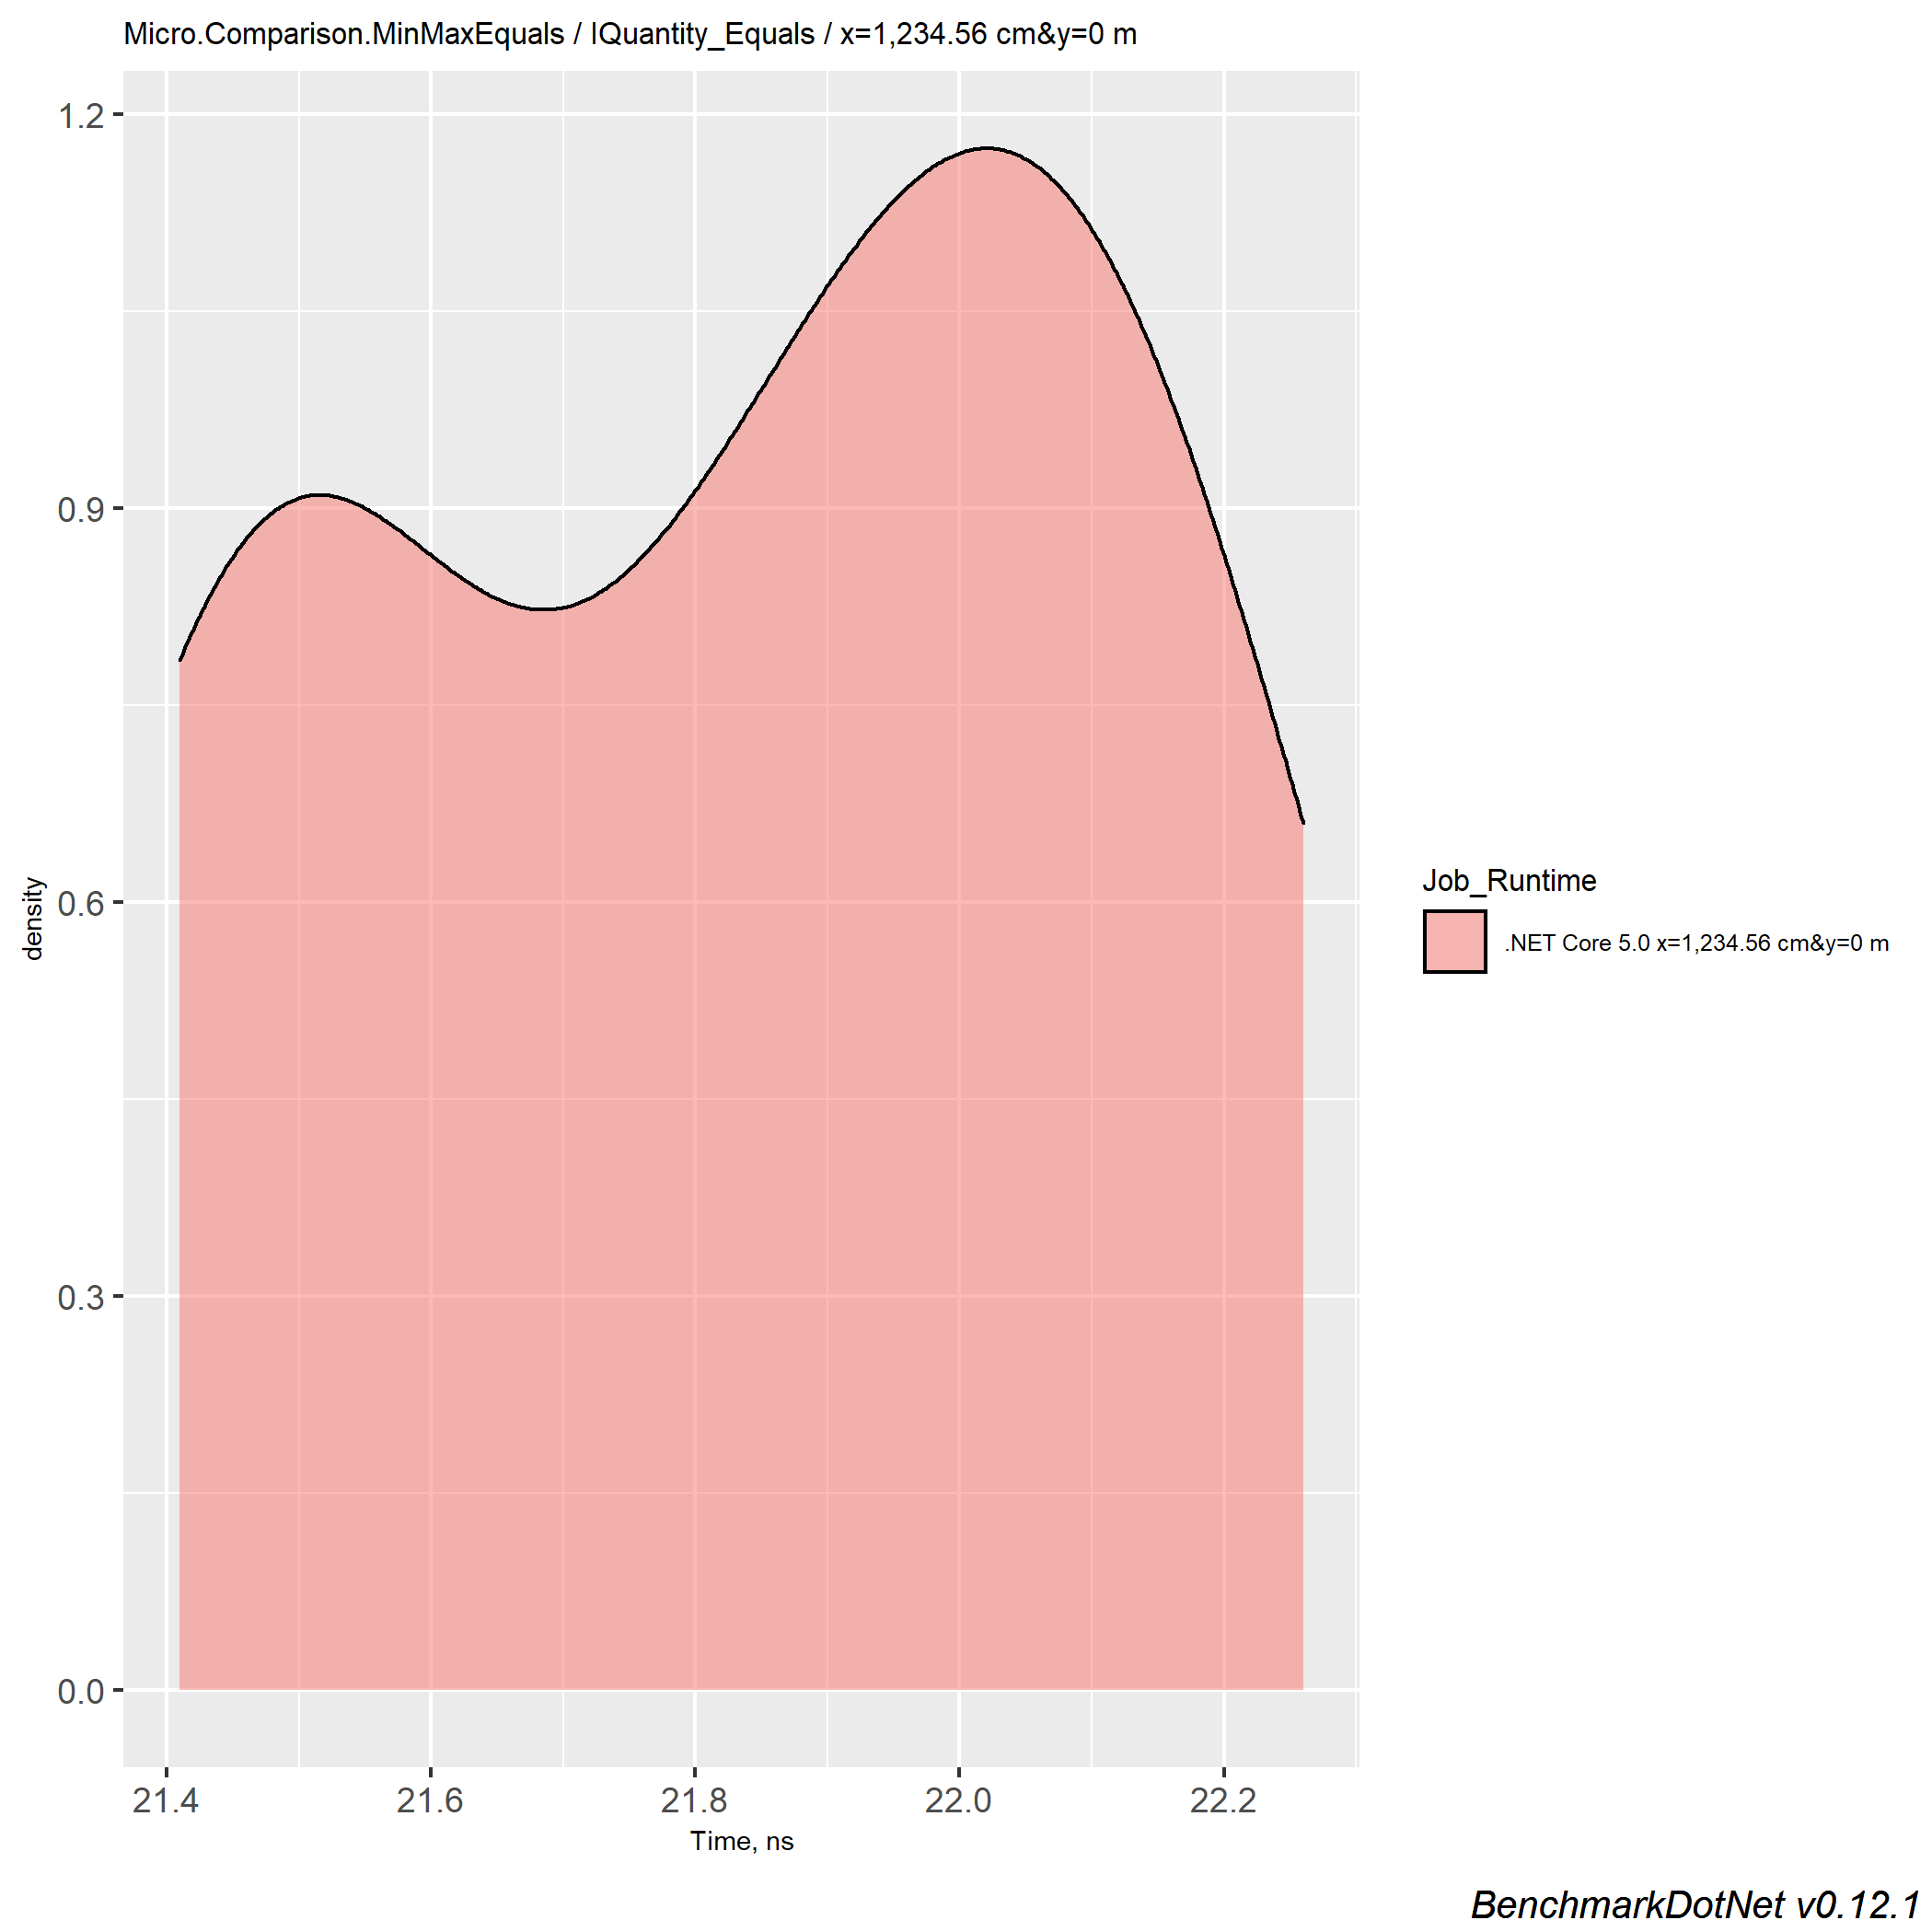 Micro.Comparison.MinMaxEquals / IQuantity_Equals / x=1,234.56 cm&y=0 m
1.2
0.9
0.6
0.3
0.0
density
21.4 21.6 21.8 22.0 22.2
Time, ns
Job_Runtime
.NET Core 5.0 x=1,234.56 cm&y=0 m
BenchmarkDotNet v0.12.1